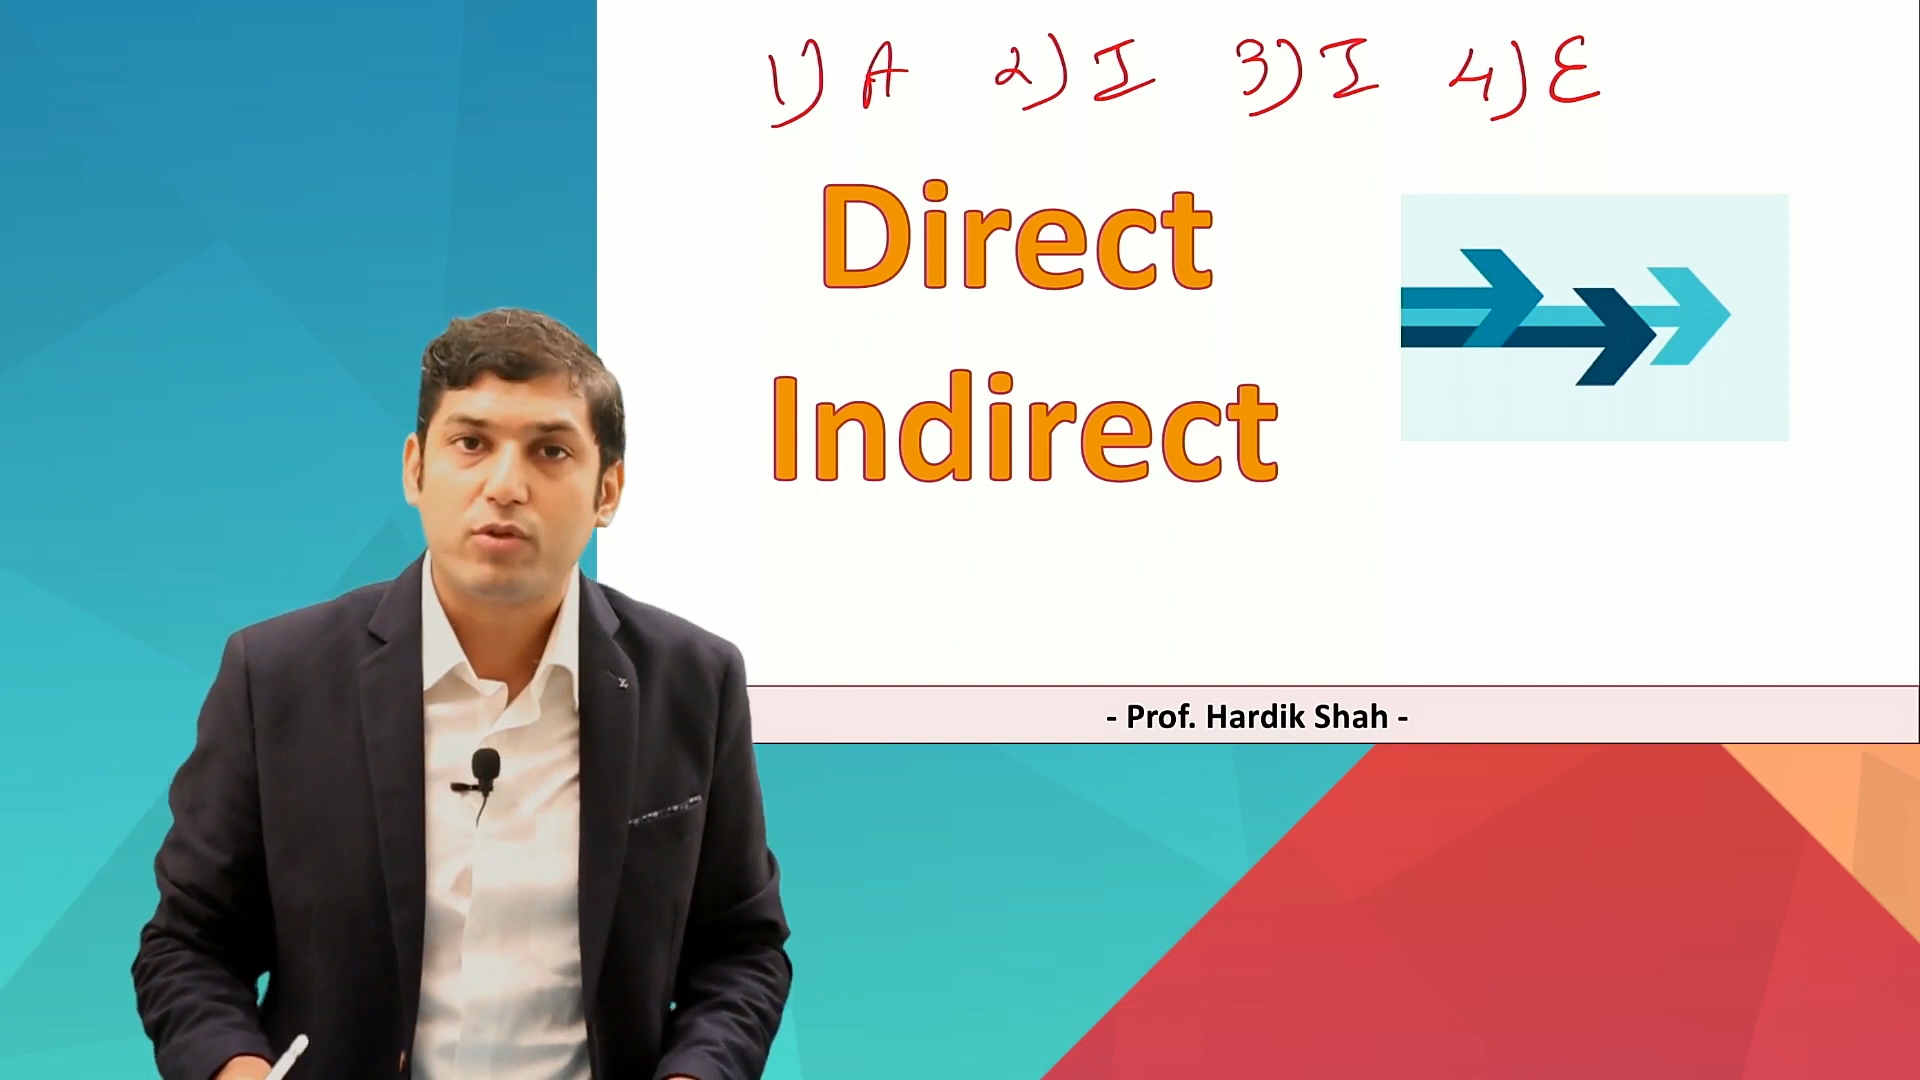 1) A 2) I 3) I 4) E
Direct
Indirect
- Prof. Hardik Shah -